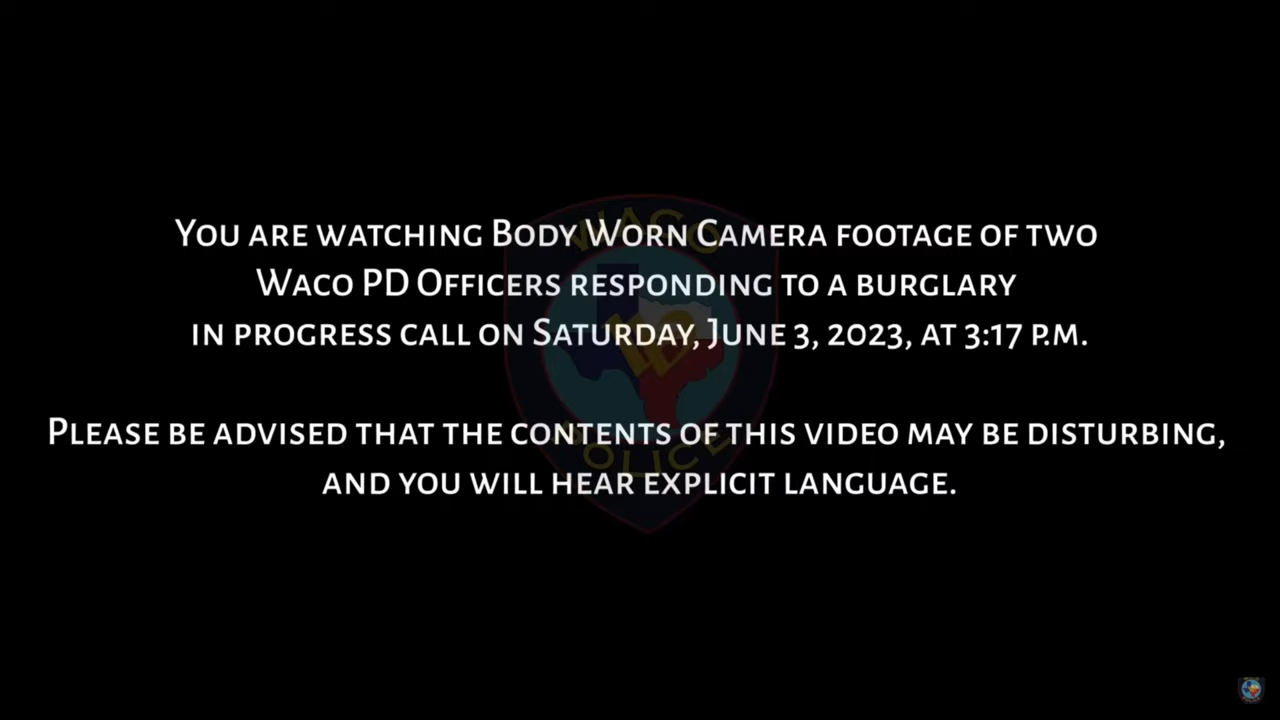 You are watching Body Worn Camera footage of two
Waco PD Officers responding to a burglary
in progress call on Saturday, June 3, 2023, at 3:17 p.m.
Please be advised that the contents of this video may be disturbing,
and you will hear explicit language.
WACO
POLICE